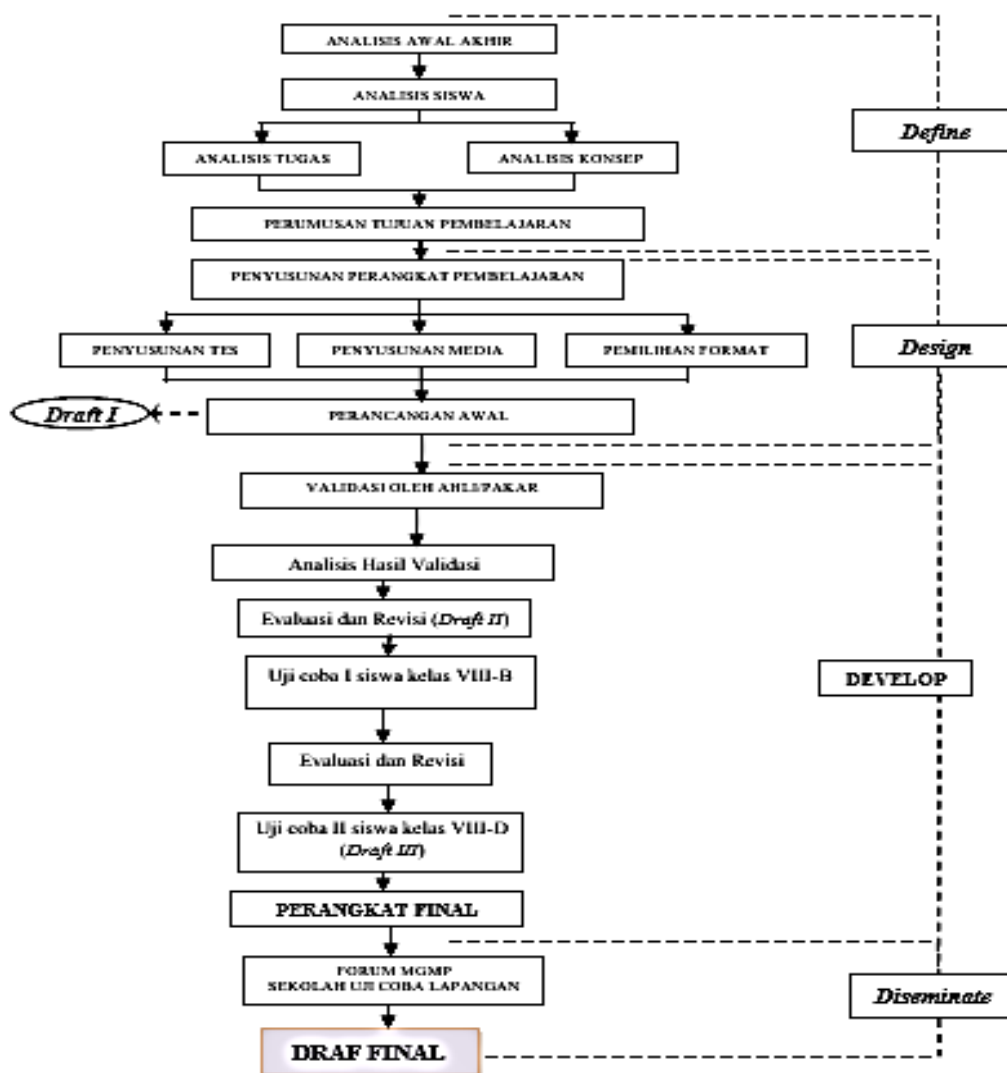 ANALISIS AWAL AKHIR
ANALISIS SISWA
ANALISIS TUGAS
ANALISIS KONSEP
Define
PERUMUSAN TUJUAN PEMBELAJARAN
PENYUSUNAN PERANGKAT PEMBELAJARAN
PENYUSUNAN TES
PENYUSUNAN MEDIA
PEMILIHAN FORMAT
Design
Draft I
PERANCANGAN AWAL
VALIDASI OLEH AHLI/PAKAR
Analisis Hasil Validasi
Evaluasi dan Revisi (Draft II)
Uji coba I siswa kelas VIII-B
DEVELOP
Evaluasi dan Revisi
Uji coba II siswa kelas VIII-D
(Draft III)
PERANGKAT FINAL
FORUM MGMP
SEKOLAH UJI COBA LAPANGAN
Diseminate
DRAF FINAL